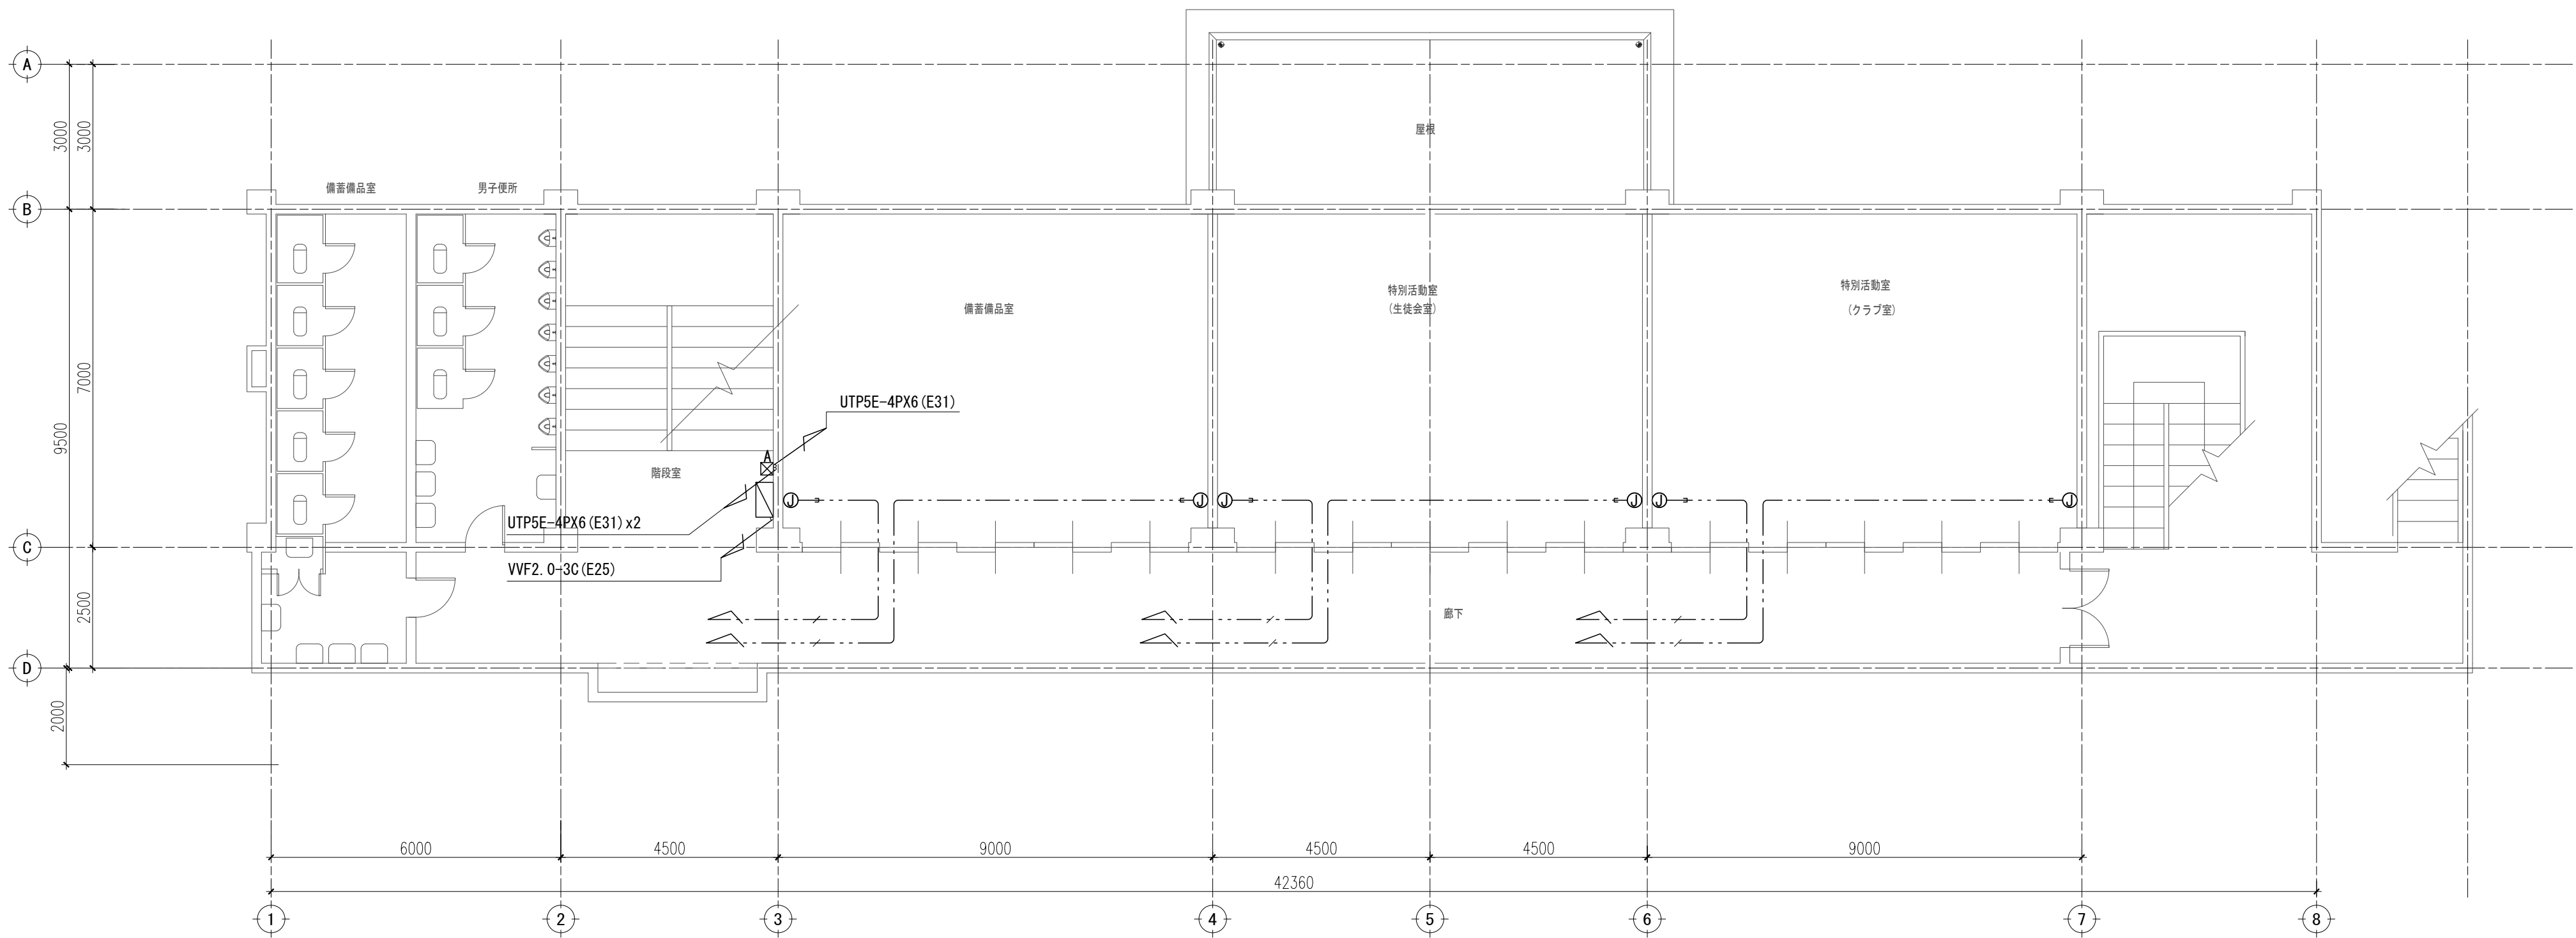 A
3000
3000
屋根
備蓄備品室
男子便所
B
備蓄備品室
特別活動室
(生徒会室)
特別活動室
(クラブ室)
7000
9500
UTP5E-4PX6(E31)
A
階段室
J
J
J
J
J
J
UTP5E-4PX6(E31)x2
C
VVF2.0-3C(E25)
2500
廊下
D
2000
6000
4500
9000
4500
4500
9000
42360
1
2
3
4
5
6
7
8